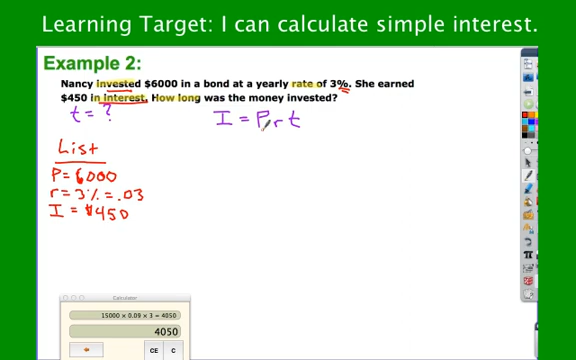 Learning Target: I can calculate simple interest.
Example 2:
Nancy invested $6000 in a bond at a yearly rate of 3%. She earned
$450 in interest. How long was the money invested?
t = ?
I = Prt
List
P = 6000
r = 3% = .03
I = $450
Calculator
15000 × 0.09 × 3 = 4050
4050
CE C